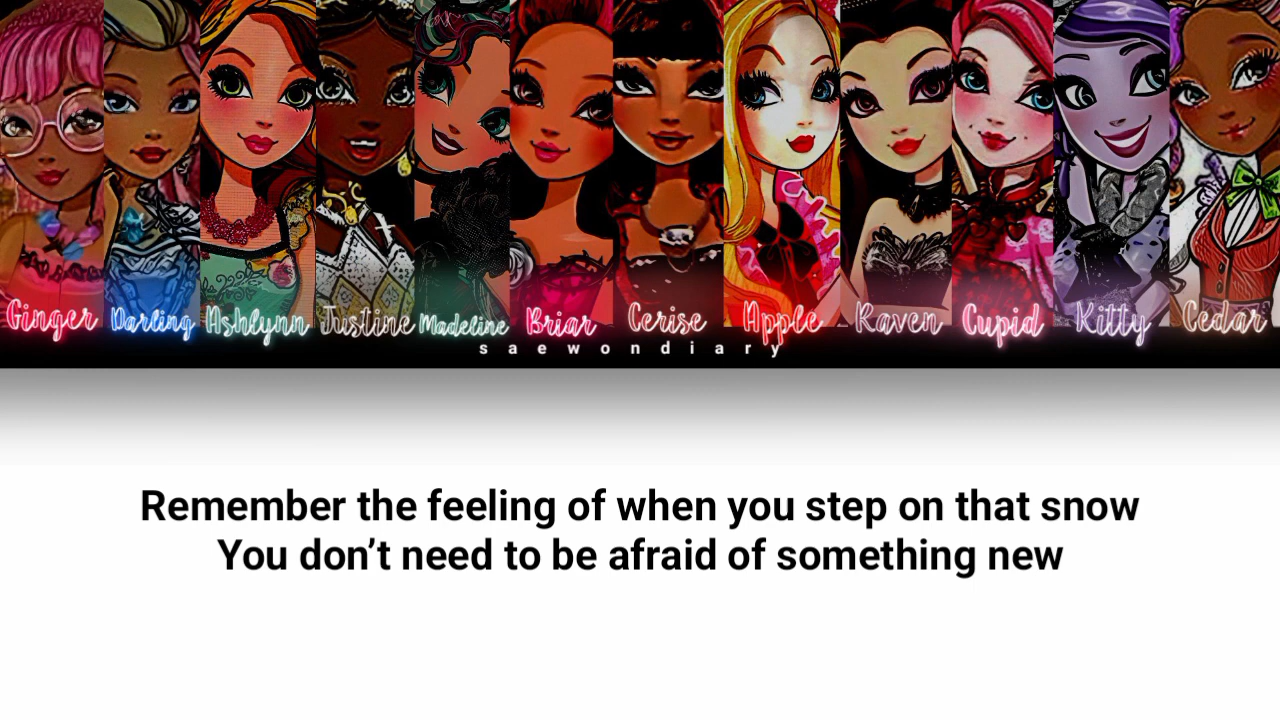 Ginger Darling Ashlynn Justine Madeline Briar Cerise Apple Raven Cupid Kitty Cedar
saewondiary
Remember the feeling of when you step on that snow
You don’t need to be afraid of something new